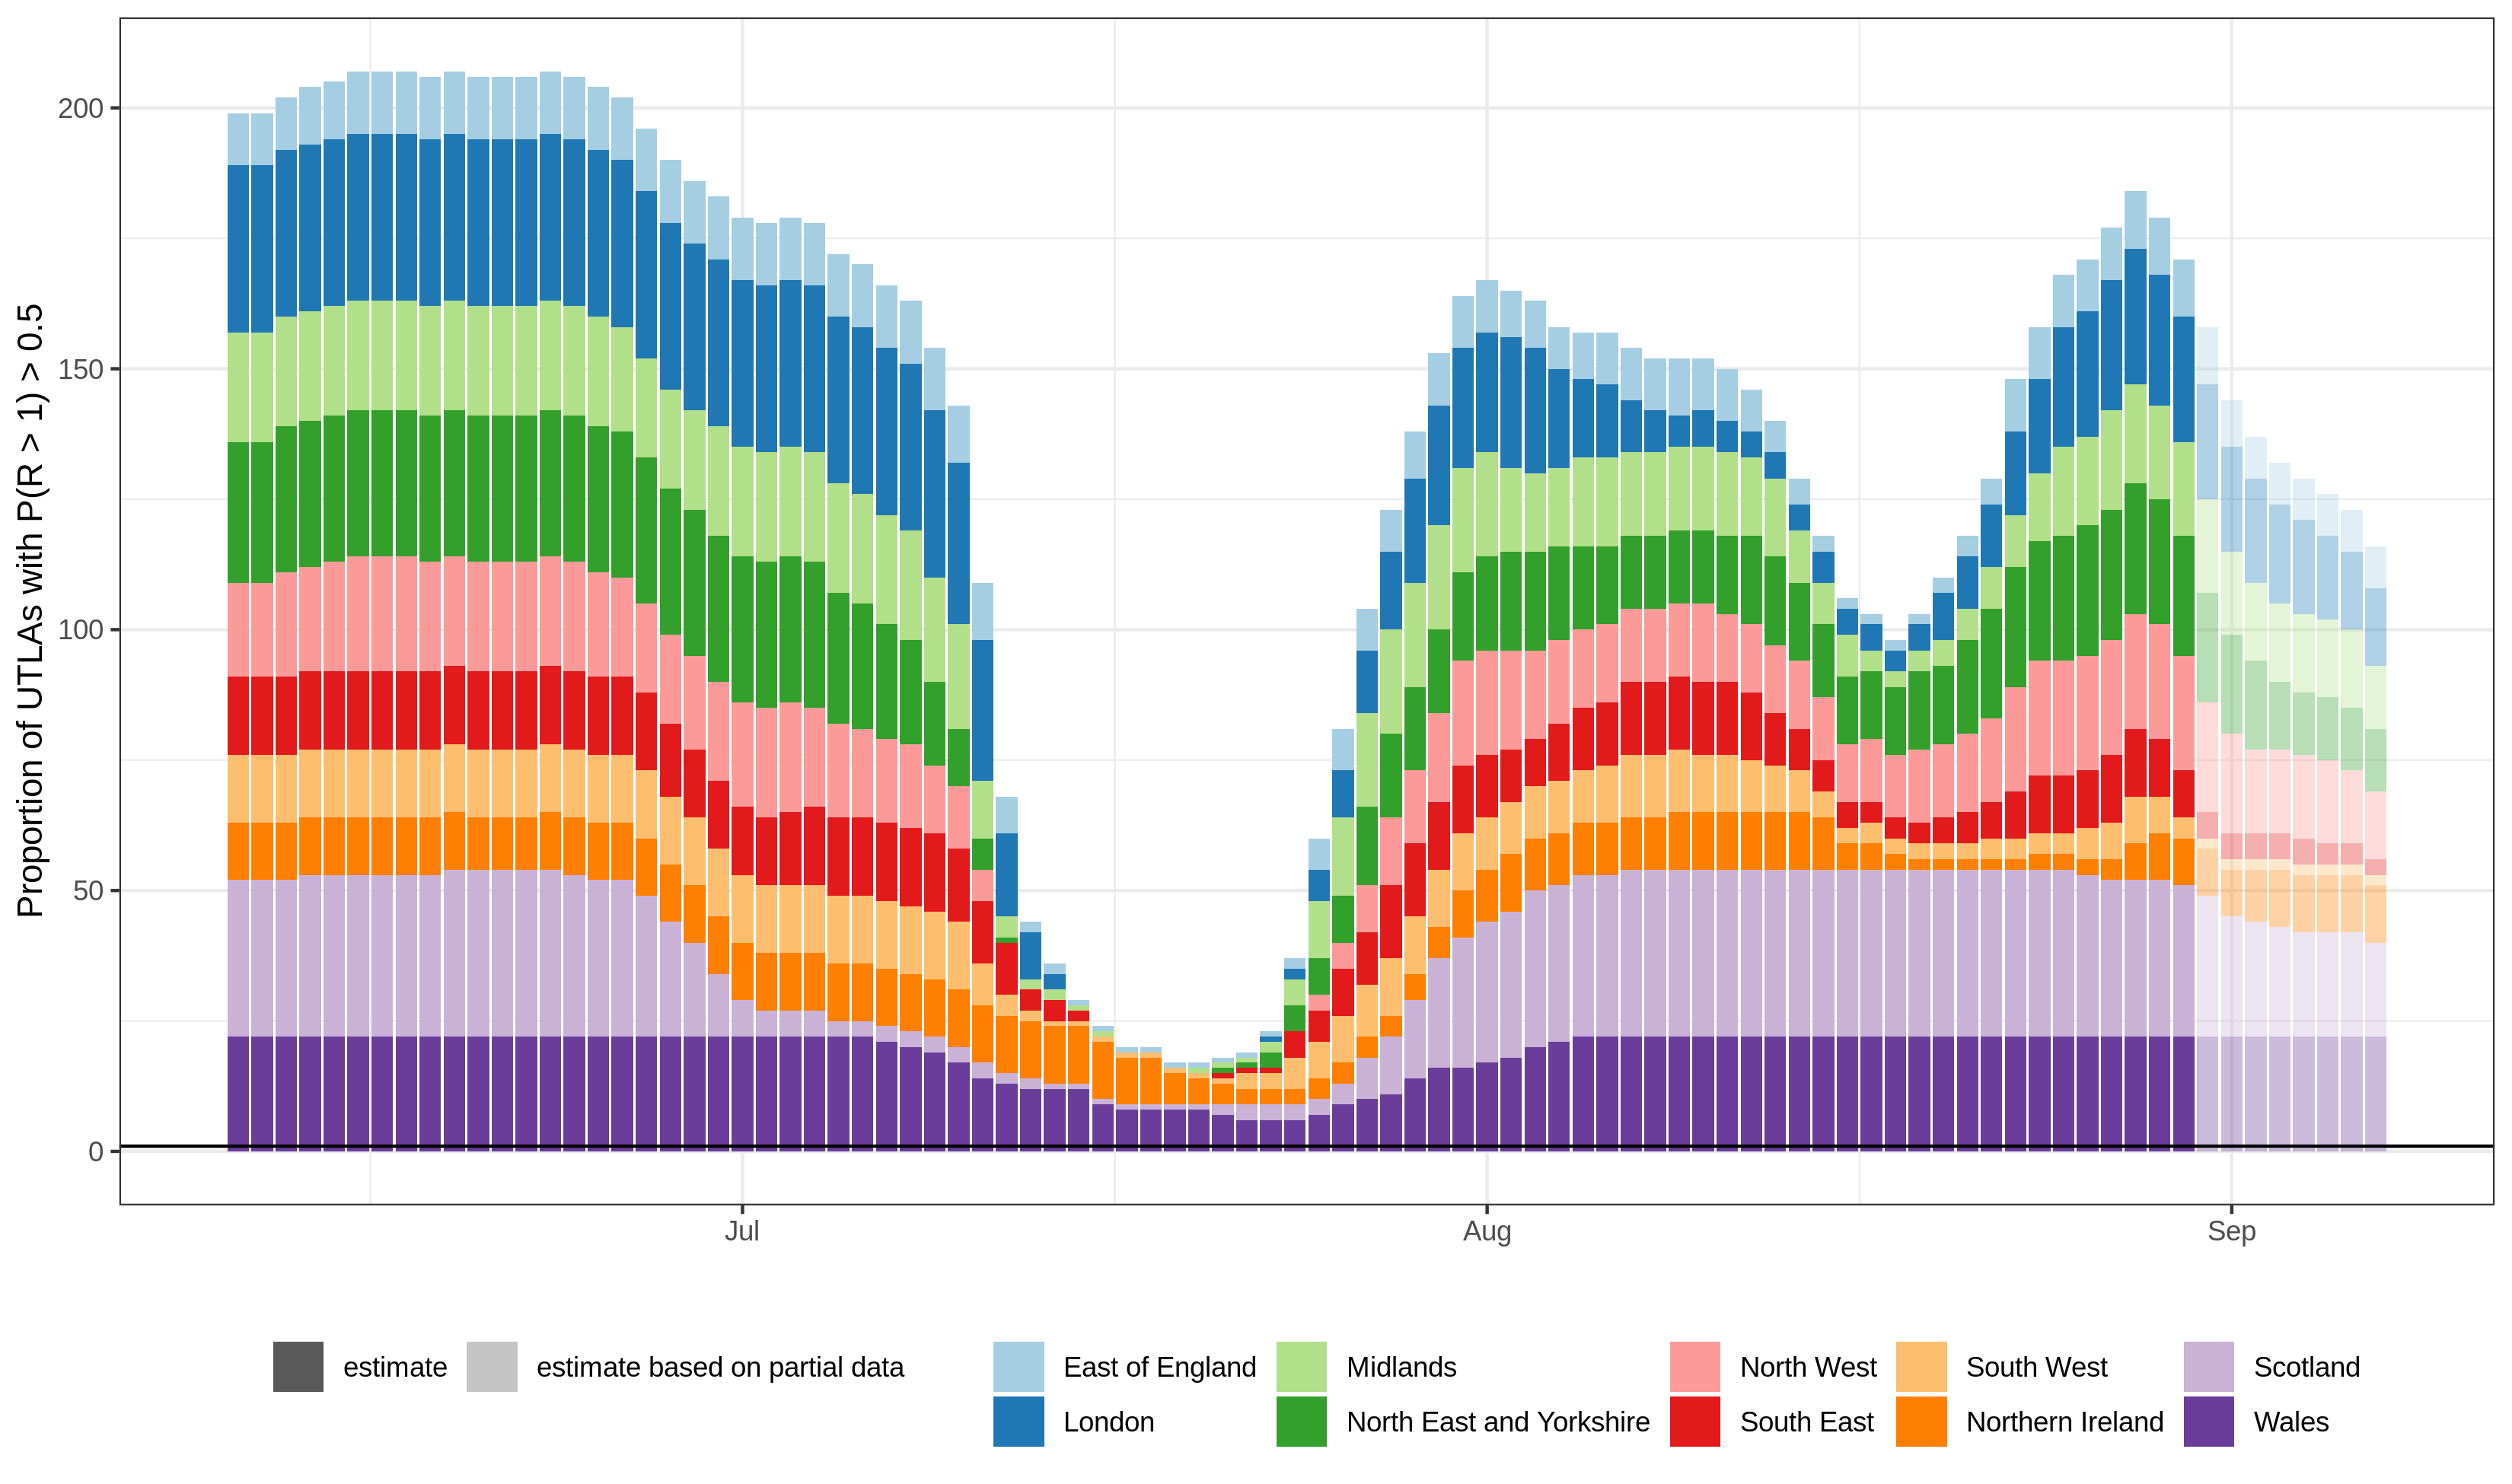 Proportion of UTLAs with P(R > 1) > 0.5
200
150
100
50
0
Jul Aug Sep
estimate estimate based on partial data East of England Midlands North West South West Scotland
London North East and Yorkshire South East Northern Ireland Wales